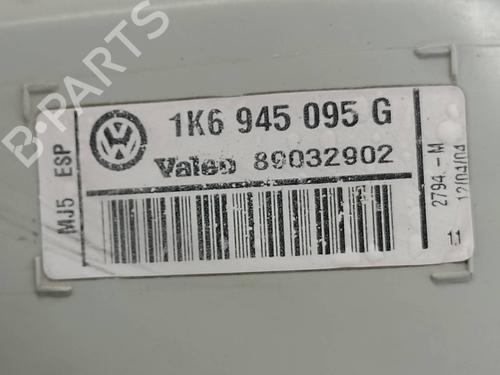 1K6 945 095 G
Valeo 89032902
MJ5 ESP
2794.-M
12/04/04
11
B-PARTS